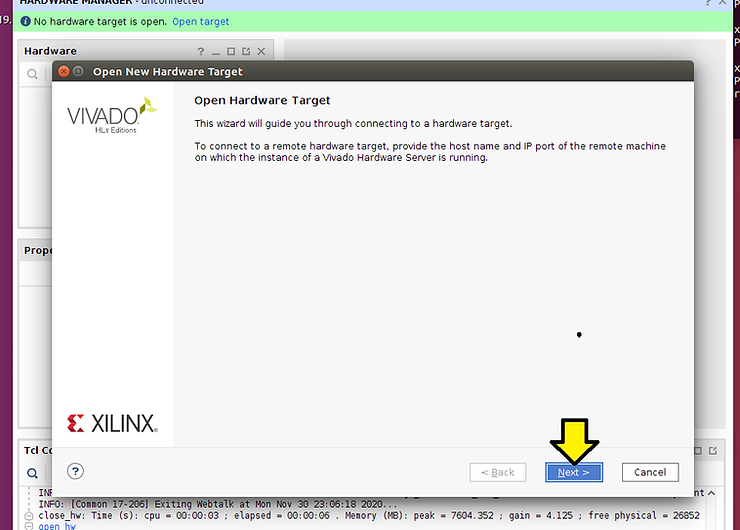 HARDWARE MANAGER - unconnected
19.
No hardware target is open. Open target
Hardware
Open New Hardware Target
VIVADO
HLx Editions
Open Hardware Target
This wizard will guide you through connecting to a hardware target.
To connect to a remote hardware target, provide the host name and IP port of the remote machine
on which the instance of a Vivado Hardware Server is running.
Prope
XILINX
Tcl Co
< Back
Next >
Cancel
INFO: [Common 17-206] Exiting Webtalk at Mon Nov 30 23:06:18 2020...
close_hw: Time (s): cpu = 00:00:03 ; elapsed = 00:00:06 . Memory (MB): peak = 7604.352 ; gain = 4.125 ; free physical = 26852
open_hw